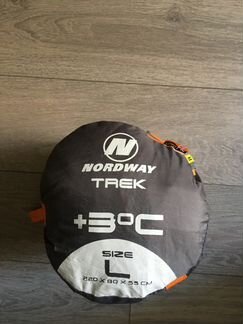 N
NORDWAY
TREK
+3°C
SIZE
L
220 X 80 X 55 CM